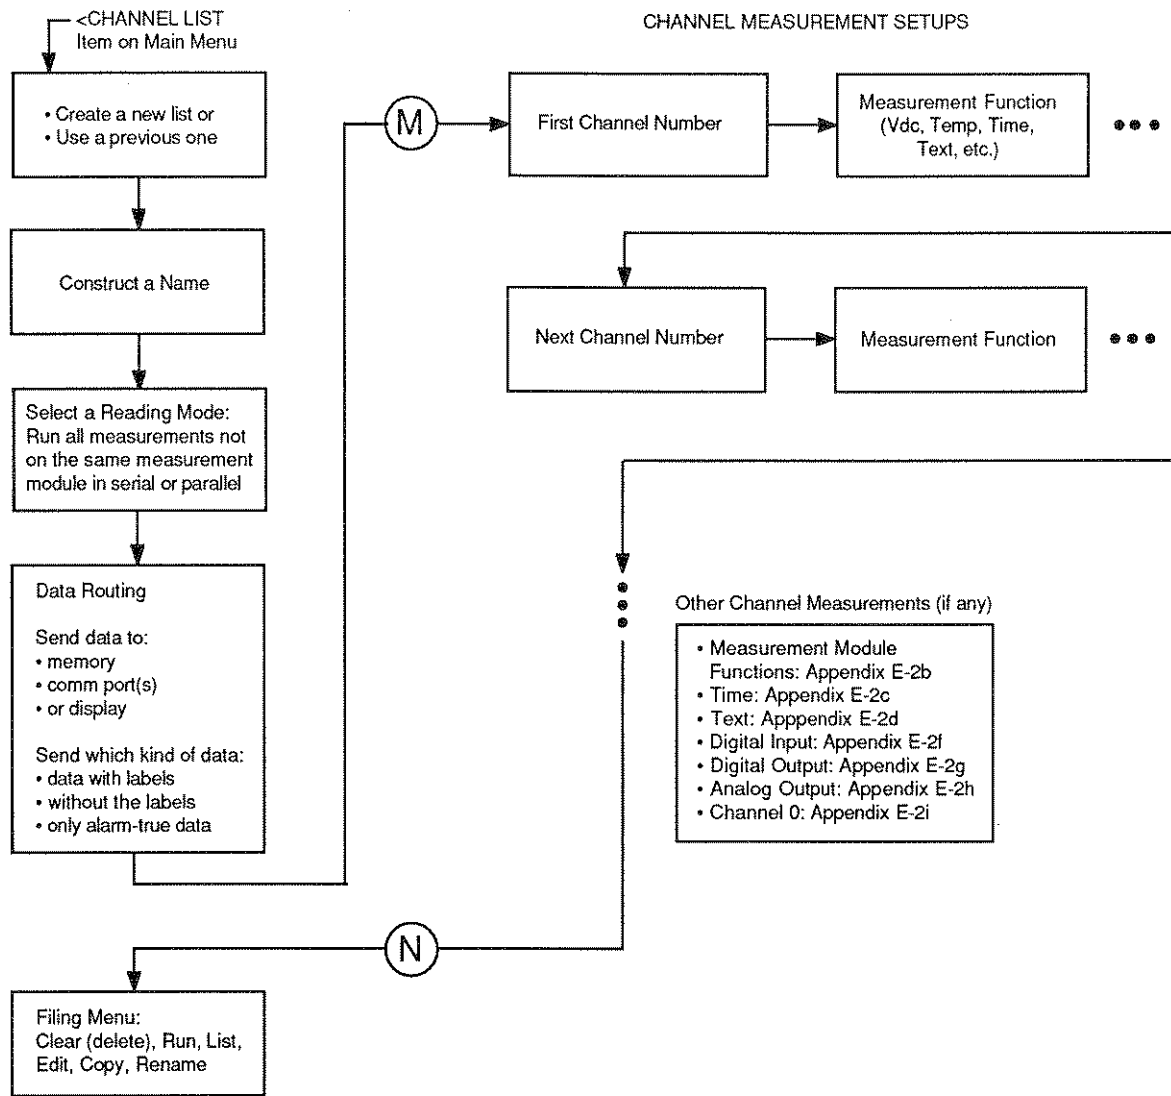 <CHANNEL LIST
Item on Main Menu
• Create a new list or
• Use a previous one
Construct a Name
Select a Reading Mode:
Run all measurements not
on the same measurement
module in serial or parallel
Data Routing
Send data to:
• memory
• comm port(s)
• or display
Send which kind of data:
• data with labels
• without the labels
• only alarm-true data
CHANNEL MEASUREMENT SETUPS
M
First Channel Number
Measurement Function
(Vdc, Temp, Time,
Text, etc.)
Next Channel Number
Measurement Function
Other Channel Measurements (if any)
• Measurement Module
Functions: Appendix E-2b
• Time: Appendix E-2c
• Text: Apppendix E-2d
• Digital Input: Appendix E-2f
• Digital Output: Appendix E-2g
• Analog Output: Appendix E-2h
• Channel 0: Appendix E-2i
N
Filing Menu:
Clear (delete), Run, List,
Edit, Copy, Rename